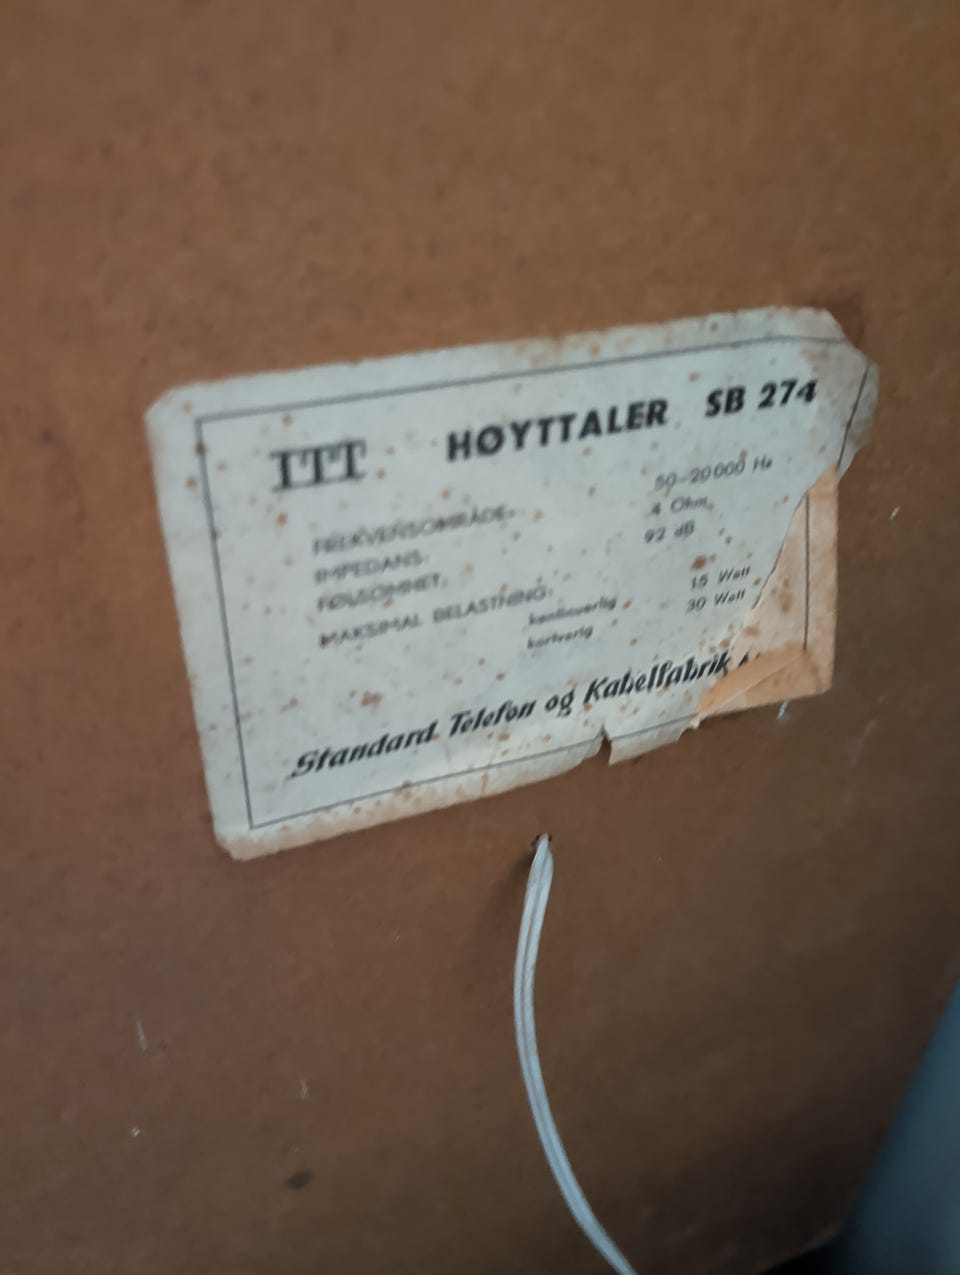 ITT HØYTTALER SB 274
FREKVENSOMRÅDE: 50-20000 Hz
IMPEDANS: 4 Ohm
FØLSOMHET: 92 dB
MAKSIMAL BELASTNING:
kontinuerlig 15 Watt
kortvarig 30 Watt
Standard Telefon og Kabelfabrik